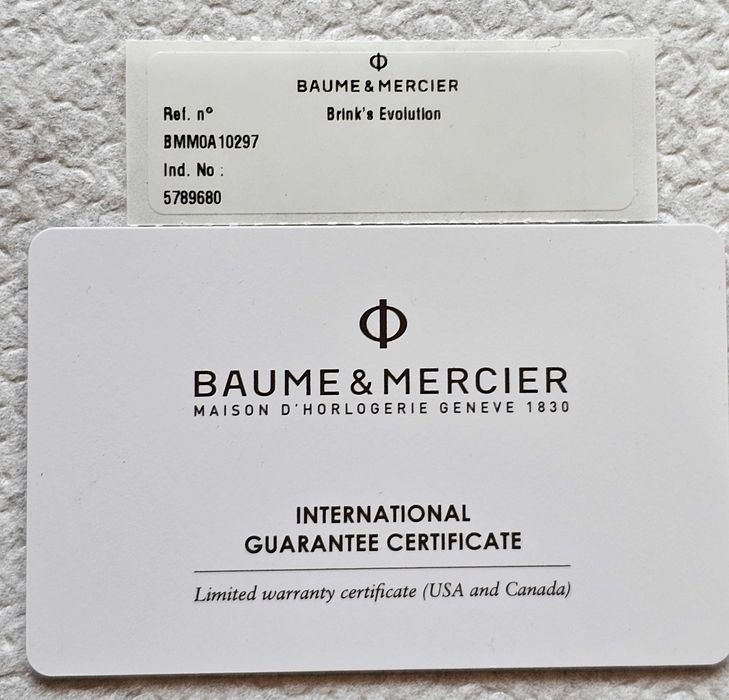 BAUME & MERCIER
Ref. nº Brink's Evolution
BMM0A10297
Ind. No :
5789680
BAUME & MERCIER
MAISON D'HORLOGERIE GENEVE 1830
INTERNATIONAL
GUARANTEE CERTIFICATE
Limited warranty certificate (USA and Canada)